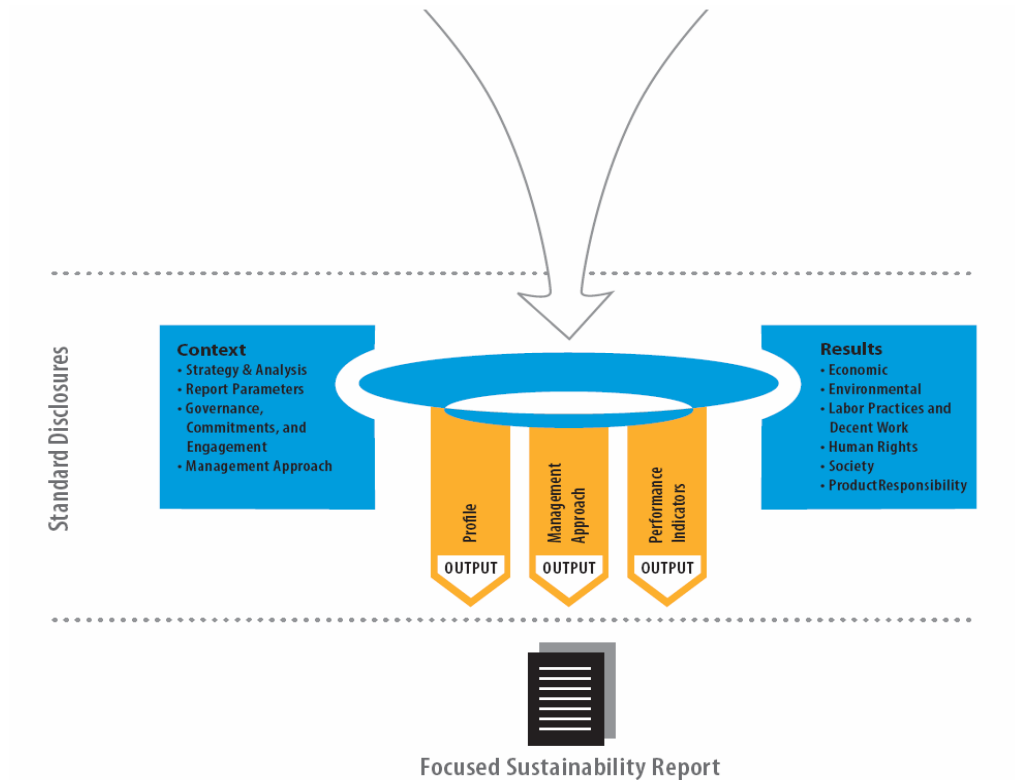 Standard Disclosures
Context
• Strategy & Analysis
• Report Parameters
• Governance,
Commitments, and
Engagement
• Management Approach
Results
• Economic
• Environmental
• Labor Practices and
Decent Work
• Human Rights
• Society
• ProductResponsibility
Profile
OUTPUT
Management
Approach
OUTPUT
Performance
Indicators
OUTPUT
Focused Sustainability Report